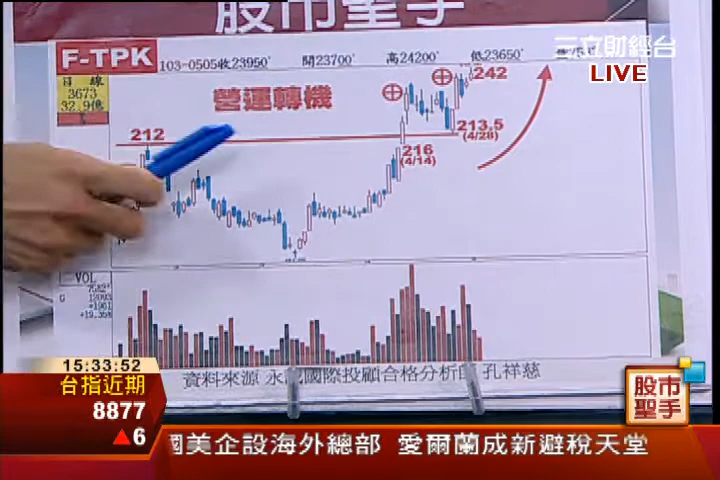 股市聖手
三立財經台
LIVE
F-TPK
103-0505收23950' 開23700' 高24200' 低23650'
日 線
3673
32.9億
營運轉機
242
212
213.5
(4/28)
216
(4/14)
VOL
7582'
資料來源 永 國際投顧合格分析師 孔祥慈
15:33:52
台指近期
8877
▲6
股市
聖手
國美企設海外總部 愛爾蘭成新避稅天堂